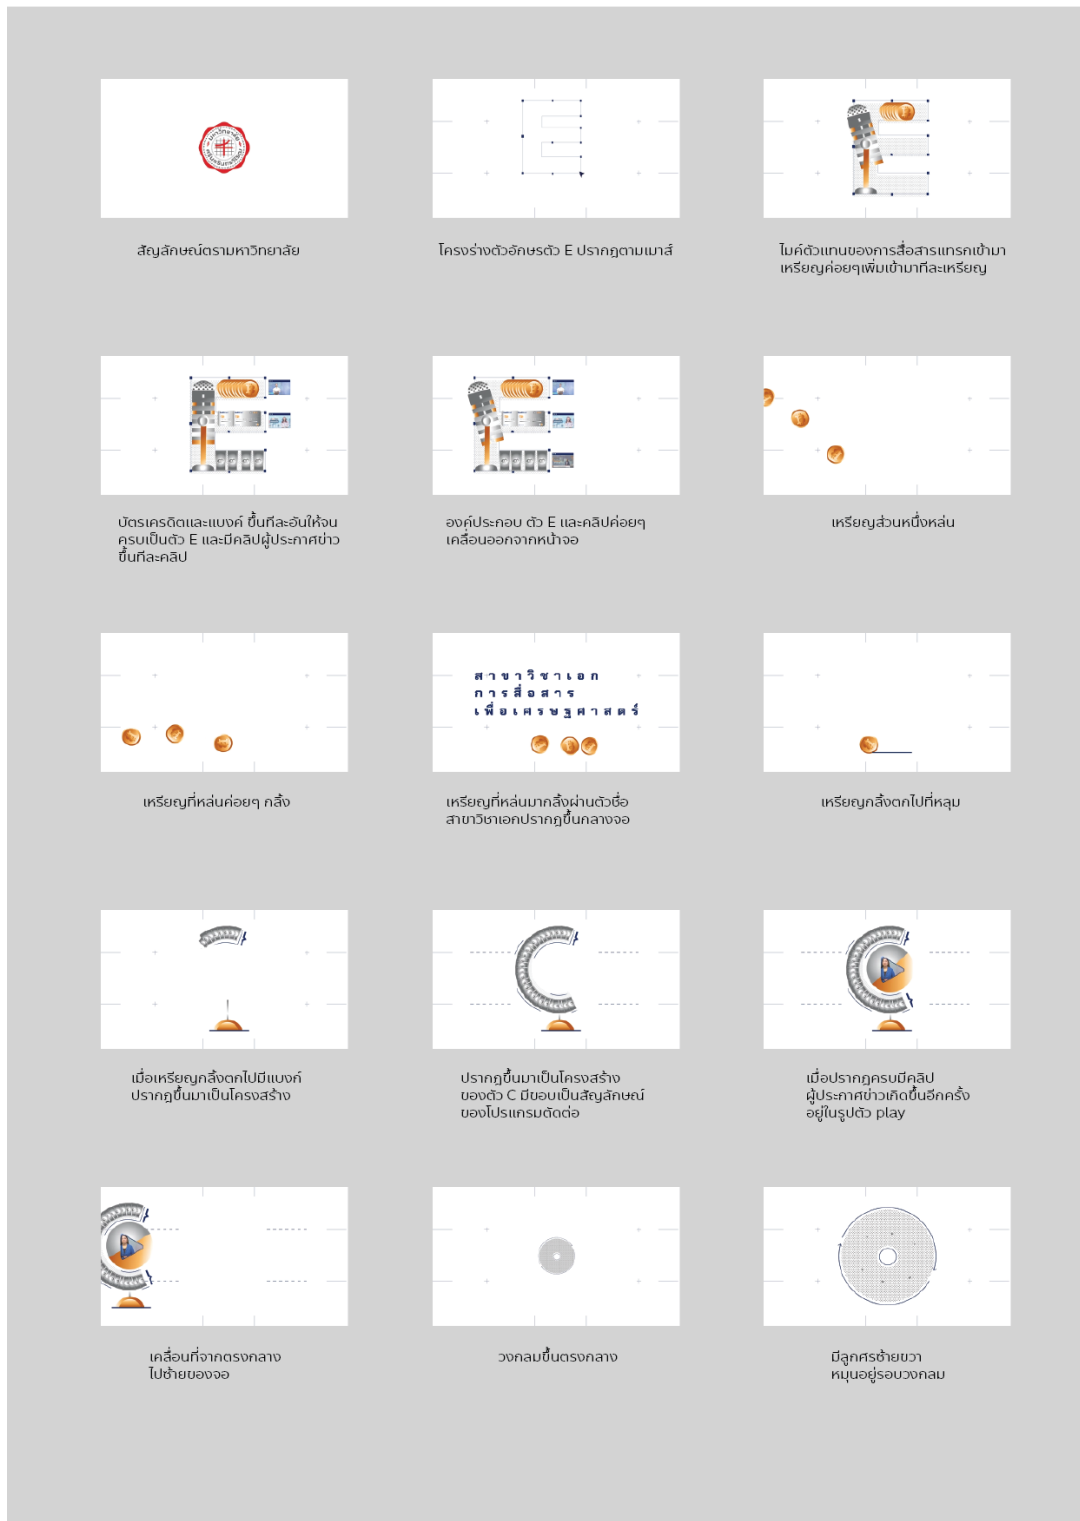 มหาวิทยาลัย
สัญลักษณ์ตรามหาวิทยาลัย
โครงร่างตัวอักษรตัว E ปรากฏตามเมาส์
ไมค์ตัวแทนของการสื่อสารแทรกเข้ามา
เหรียญค่อยๆเพิ่มเข้ามาทีละเหรียญ
บัตรเครดิตและแบงค์ ขึ้นทีละอันให้จน
ครบเป็นตัว E และมีคลิปผู้ประกาศข่าว
ขึ้นทีละคลิป
องค์ประกอบ ตัว E และคลิปค่อยๆ
เคลื่อนออกจากหน้าจอ
เหรียญส่วนหนึ่งหล่น
เหรียญที่หล่นค่อยๆ กลิ้ง
สาขาวิชาเอก
การสื่อสาร
เพื่อเศรษฐศาสตร์
เหรียญที่หล่นมากลิ้งผ่านตัวชื่อ
สาขาวิชาเอกปรากฏขึ้นกลางจอ
เหรียญกลิ้งตกไปที่หลุม
เมื่อเหรียญกลิ้งตกไปมีแบงก์
ปรากฏขึ้นมาเป็นโครงสร้าง
ปรากฏขึ้นมาเป็นโครงสร้าง
ของตัว C มีขอบเป็นสัญลักษณ์
ของโปรแกรมตัดต่อ
เมื่อปรากฏครบมีคลิป
ผู้ประกาศข่าวเกิดขึ้นอีกครั้ง
อยู่ในรูปตัว play
เคลื่อนที่จากตรงกลาง
ไปซ้ายของจอ
วงกลมขึ้นตรงกลาง
มีลูกศรซ้ายขวา
หมุนอยู่รอบวงกลม